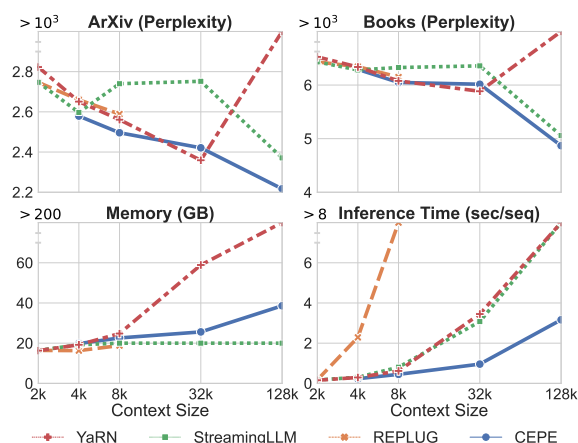 > 10³ ArXiv (Perplexity)
2.8
2.6
2.4
2.2
> 10³ Books (Perplexity)
6
5
4
> 200 Memory (GB)
60
40
20
0
2k 4k 8k 32k 128k
Context Size
> 8 Inference Time (sec/seq)
6
4
2
0
2k 4k 8k 32k 128k
Context Size
YaRN StreamingLLM REPLUG CEPE